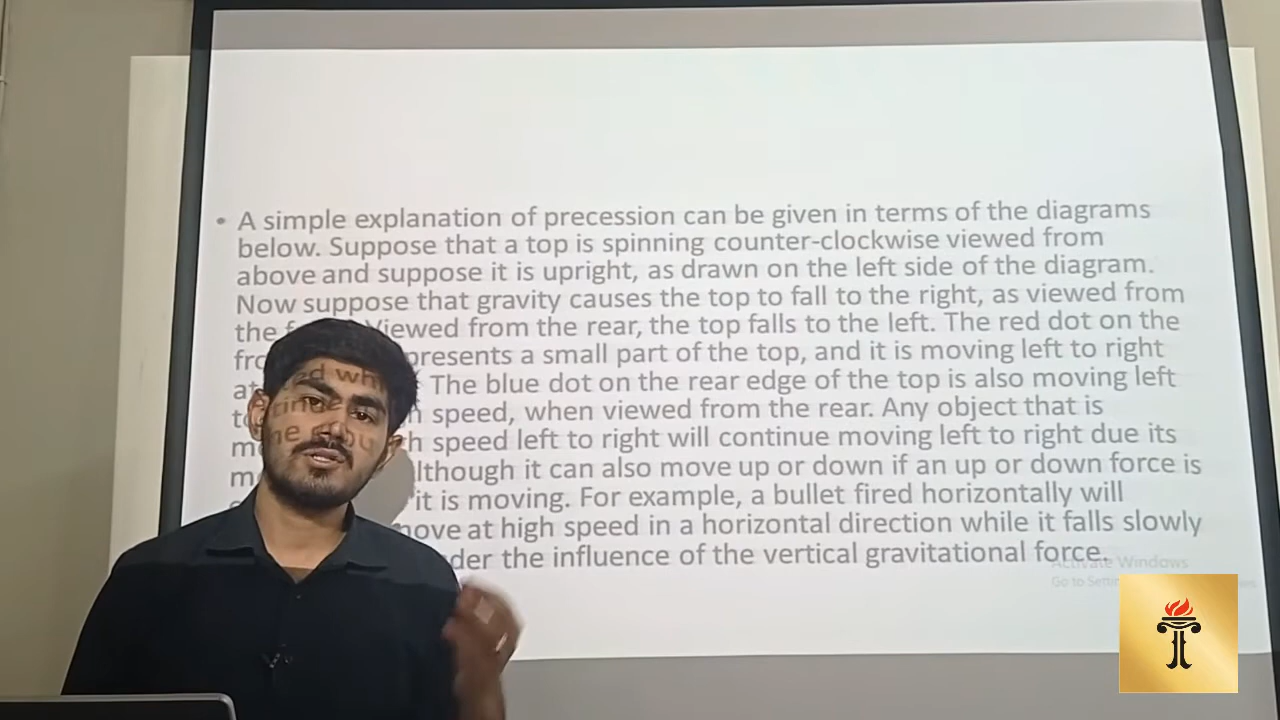 • A simple explanation of precession can be given in terms of the diagrams
below. Suppose that a top is spinning counter-clockwise viewed from
above and suppose it is upright, as drawn on the left side of the diagram.
Now suppose that gravity causes the top to fall to the right, as viewed from
the Viewed from the rear, the top falls to the left. The red dot on the
presents a small part of the top, and it is moving left to right
The blue dot on the rear edge of the top is also moving left
speed, when viewed from the rear. Any object that is
speed left to right will continue moving left to right due its
lthough it can also move up or down if an up or down force is
it is moving. For example, a bullet fired horizontally will
move at high speed in a horizontal direction while it falls slowly
der the influence of the vertical gravitational force.
Activate Windows
Go to